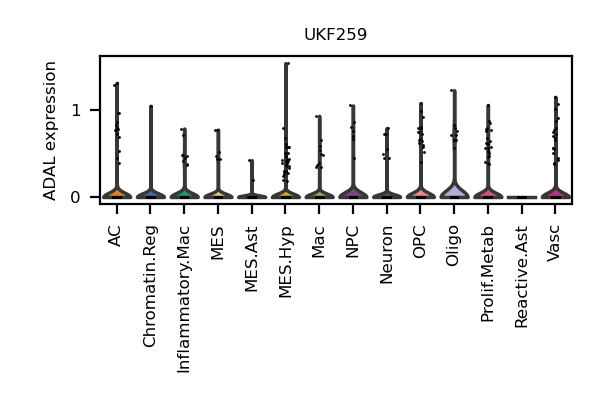 UKF259
ADAL expression
1
0
AC
Chromatin.Reg
Inflammatory.Mac
MES
MES.Ast
MES.Hyp
Mac
NPC
Neuron
OPC
Oligo
Prolif.Metab
Reactive.Ast
Vasc